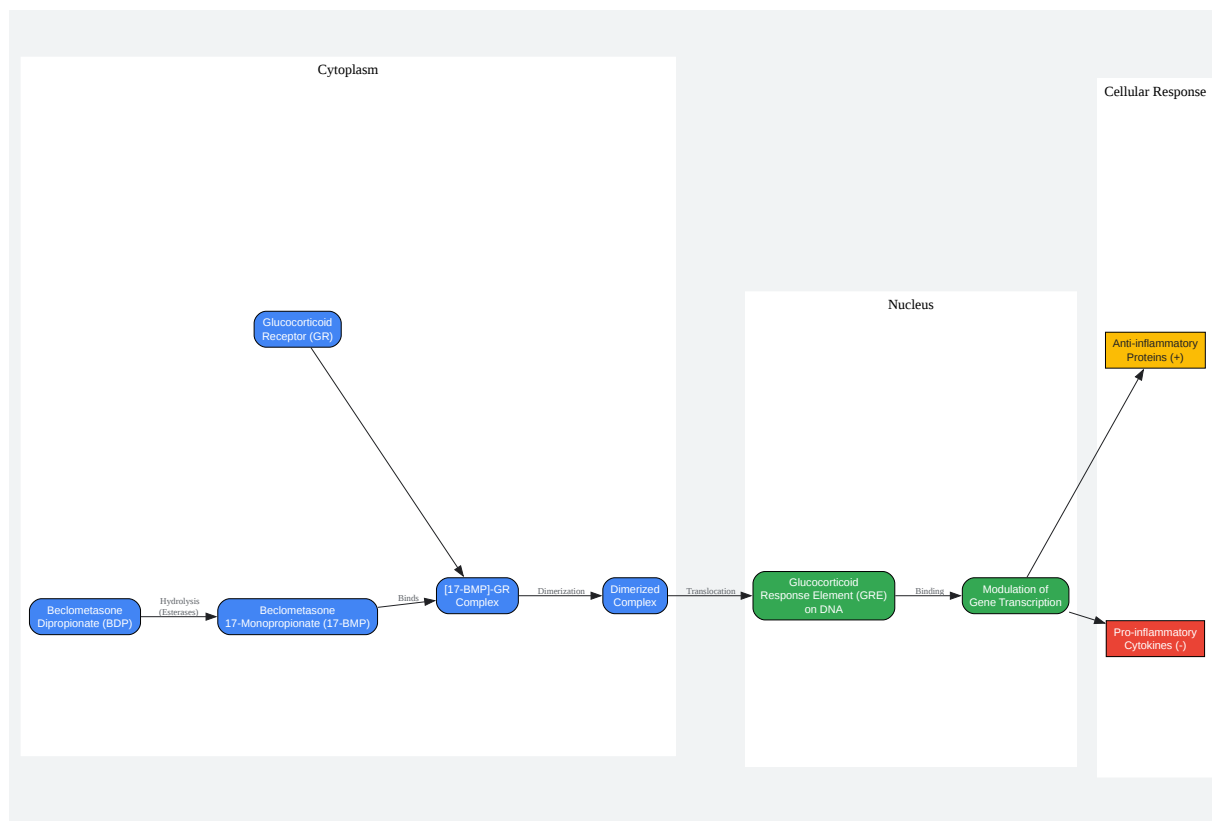 Cytoplasm
Cellular Response
Nucleus
Glucocorticoid
Receptor (GR)
Anti-inflammatory
Proteins (+)
Beclometasone
Dipropionate (BDP)
Hydrolysis
(Esterases)
Beclometasone
17-Monopropionate (17-BMP)
Binds
[17-BMP]-GR
Complex
Dimerization
Dimerized
Complex
Translocation
Glucocorticoid
Response Element (GRE)
on DNA
Binding
Modulation of
Gene Transcription
Pro-inflammatory
Cytokines (-)